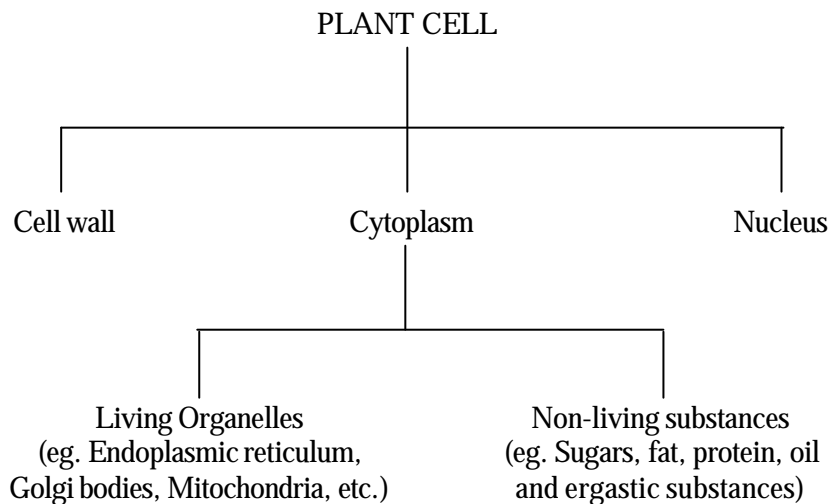 PLANT CELL
Cell wall
Cytoplasm
Nucleus
Living Organelles
(eg. Endoplasmic reticulum,
Golgi bodies, Mitochondria, etc.)
Non-living substances
(eg. Sugars, fat, protein, oil
and ergastic substances)